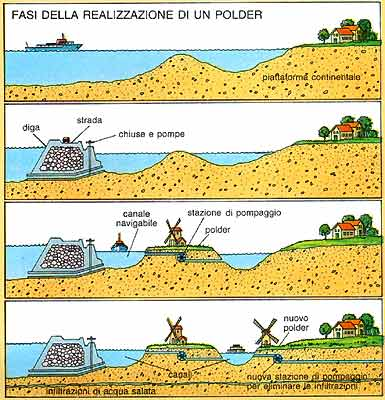 FASI DELLA REALIZZAZIONE DI UN POLDER
piattaforma continentale
strada
diga
chiuse e pompe
canale
navigabile
stazione di pompaggio
polder
nuovo
polder
canali
infiltrazioni di acqua salata
nuova stazione di pompaggio
per eliminare le infiltrazioni